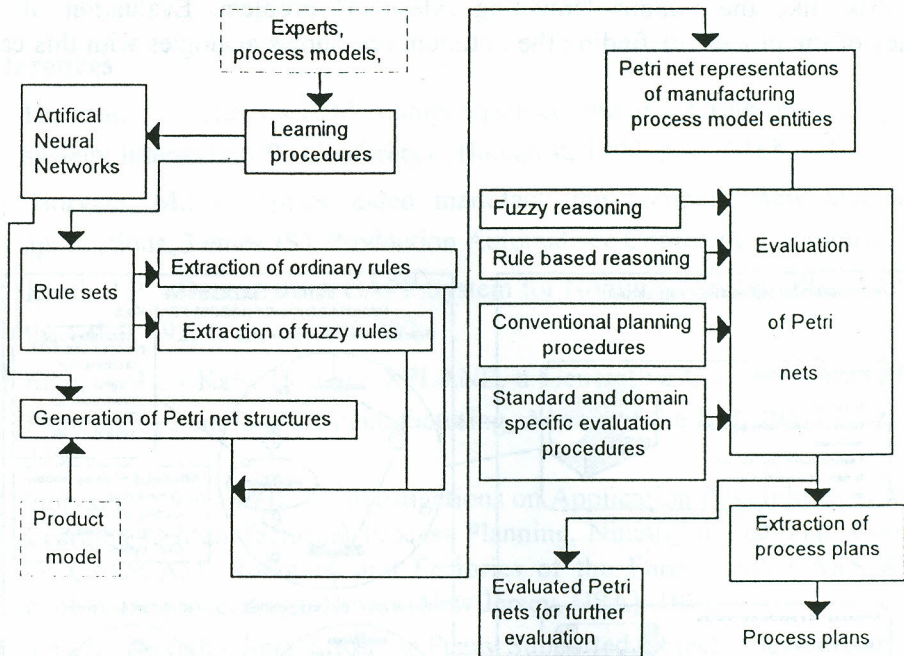 Experts,
process models,
Artifical
Neural
Networks
Learning
procedures
Rule sets
Extraction of ordinary rules
Extraction of fuzzy rules
Generation of Petri net structures
Product
model
Petri net representations
of manufacturing
process model entities
Fuzzy reasoning
Rule based reasoning
Conventional planning
procedures
Standard and domain
specific evaluation
procedures
Evaluation
of Petri
nets
Evaluated Petri
nets for further
evaluation
Extraction of
process plans
Process plans